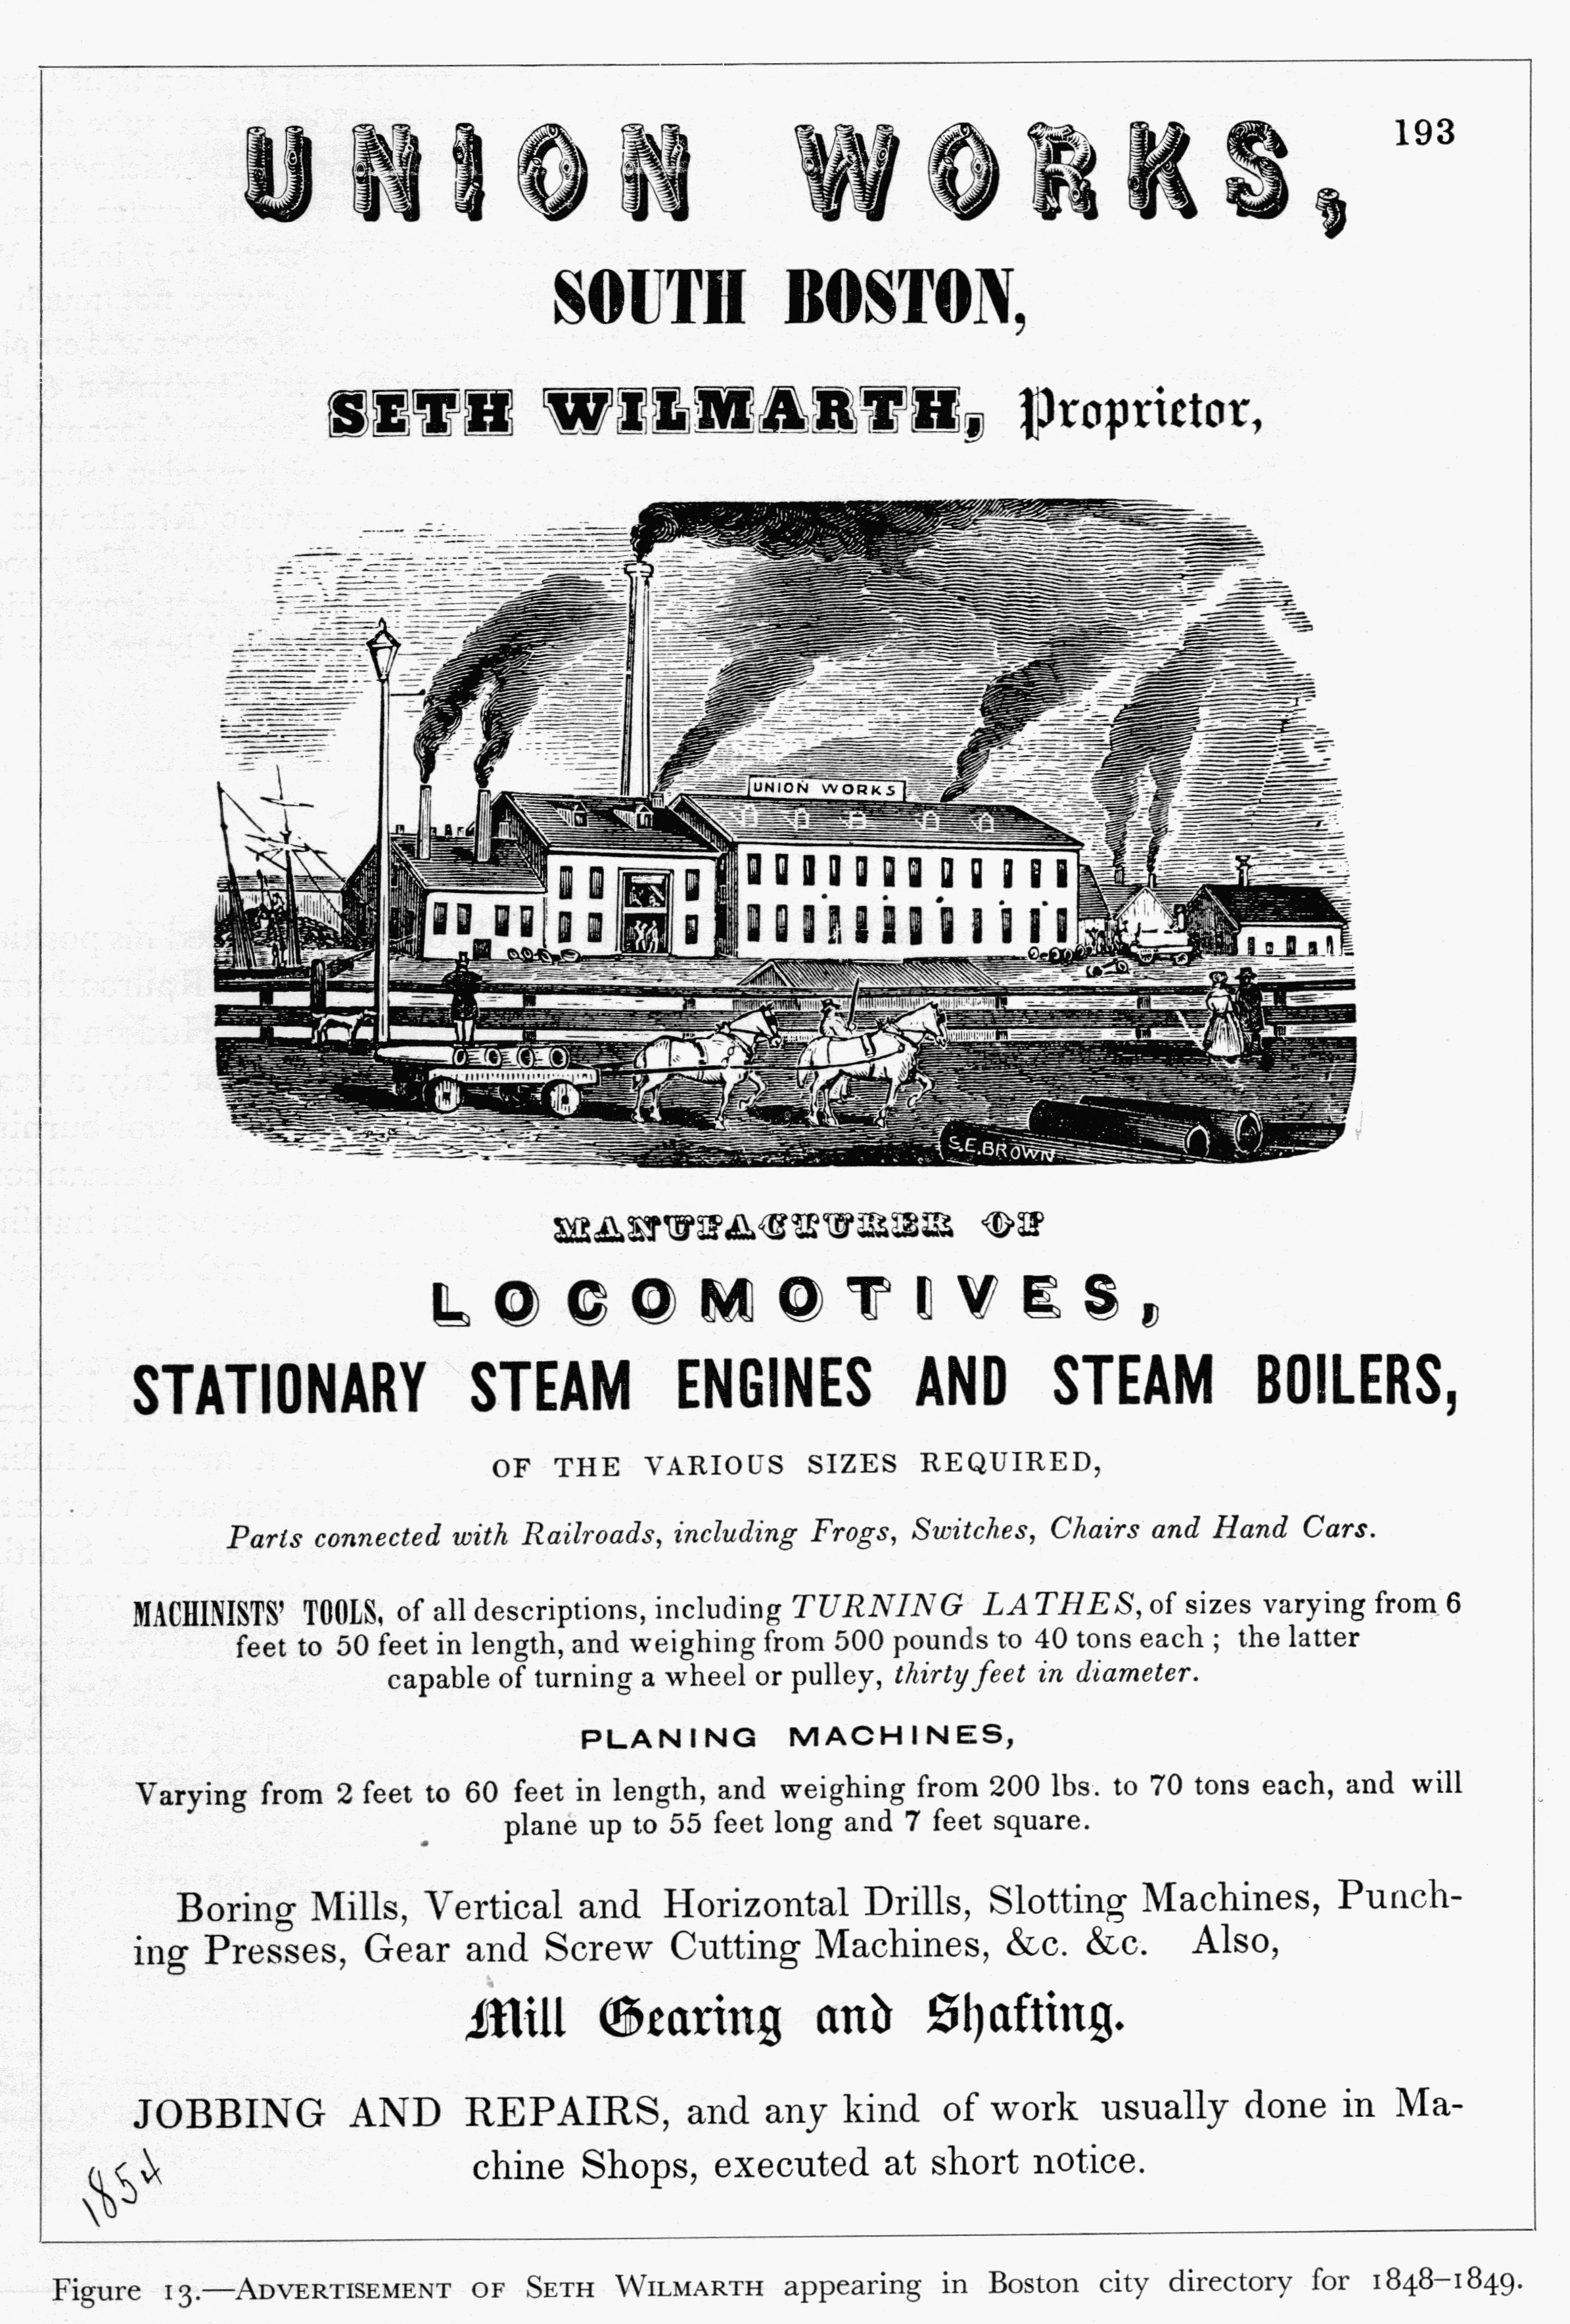 193
UNION WORKS,
SOUTH BOSTON,
SETH WILMARTH, Proprietor,
UNION WORKS
S.E.BROWN
MANUFACTURER OF
LOCOMOTIVES,
STATIONARY STEAM ENGINES AND STEAM BOILERS,
OF THE VARIOUS SIZES REQUIRED,
Parts connected with Railroads, including Frogs, Switches, Chairs and Hand Cars.
MACHINISTS' TOOLS, of all descriptions, including TURNING LATHES, of sizes varying from 6
feet to 50 feet in length, and weighing from 500 pounds to 40 tons each ; the latter
capable of turning a wheel or pulley, thirty feet in diameter.
PLANING MACHINES,
Varying from 2 feet to 60 feet in length, and weighing from 200 lbs. to 70 tons each, and will
plane up to 55 feet long and 7 feet square.
Boring Mills, Vertical and Horizontal Drills, Slotting Machines, Punch-
ing Presses, Gear and Screw Cutting Machines, &c. &c. Also,
Mill Gearing and Shafting.
JOBBING AND REPAIRS, and any kind of work usually done in Ma-
chine Shops, executed at short notice.
1854
Figure 13.—ADVERTISEMENT OF SETH WILMARTH appearing in Boston city directory for 1848–1849.